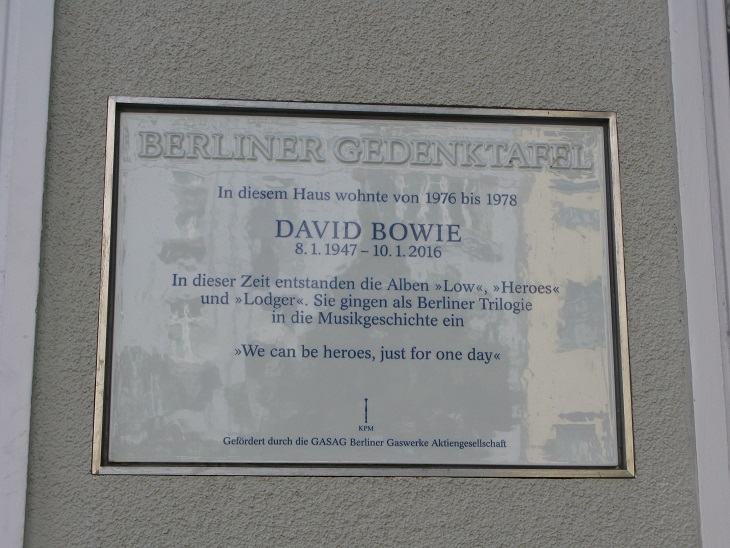 BERLINER GEDENKTAFEL
In diesem Haus wohnte von 1976 bis 1978
DAVID BOWIE
8. 1. 1947 – 10. 1. 2016
In dieser Zeit entstanden die Alben »Low«, »Heroes«
und »Lodger«. Sie gingen als Berliner Trilogie
in die Musikgeschichte ein
»We can be heroes, just for one day«
KPM
Gefördert durch die GASAG Berliner Gaswerke Aktiengesellschaft